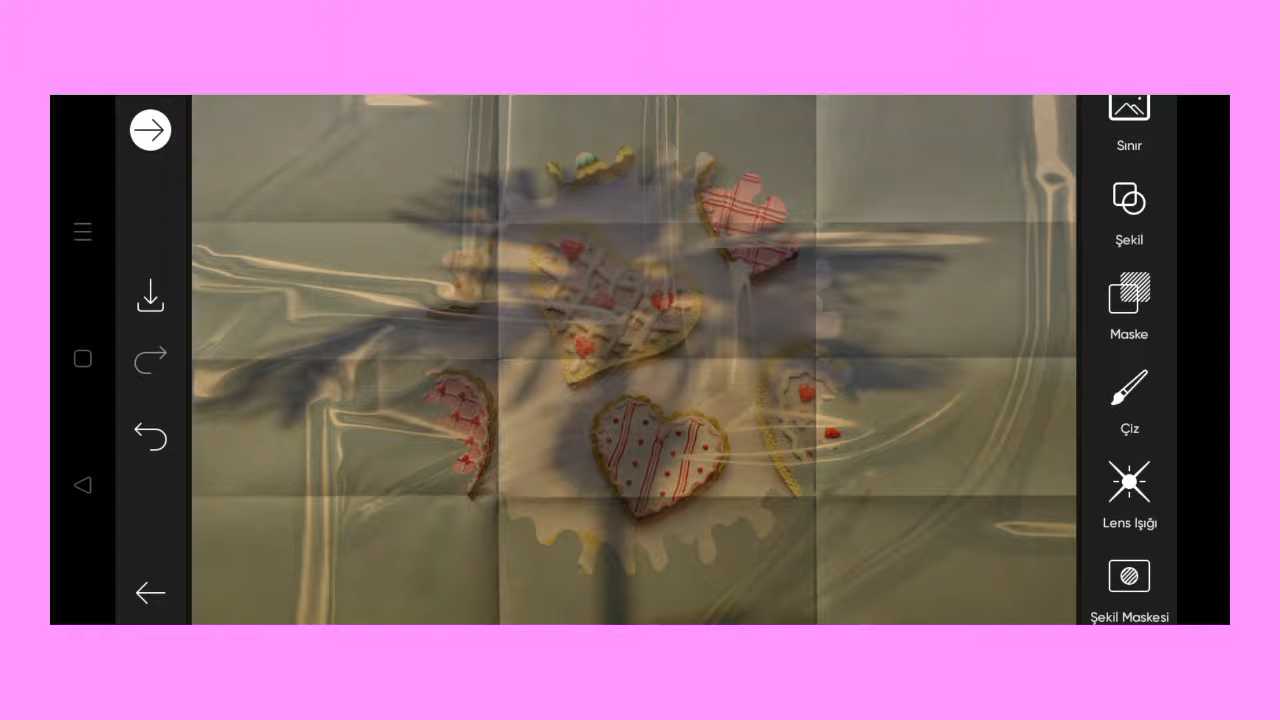 Sınır
Şekil
Maske
Çiz
Lens Işığı
Şekil Maskesi